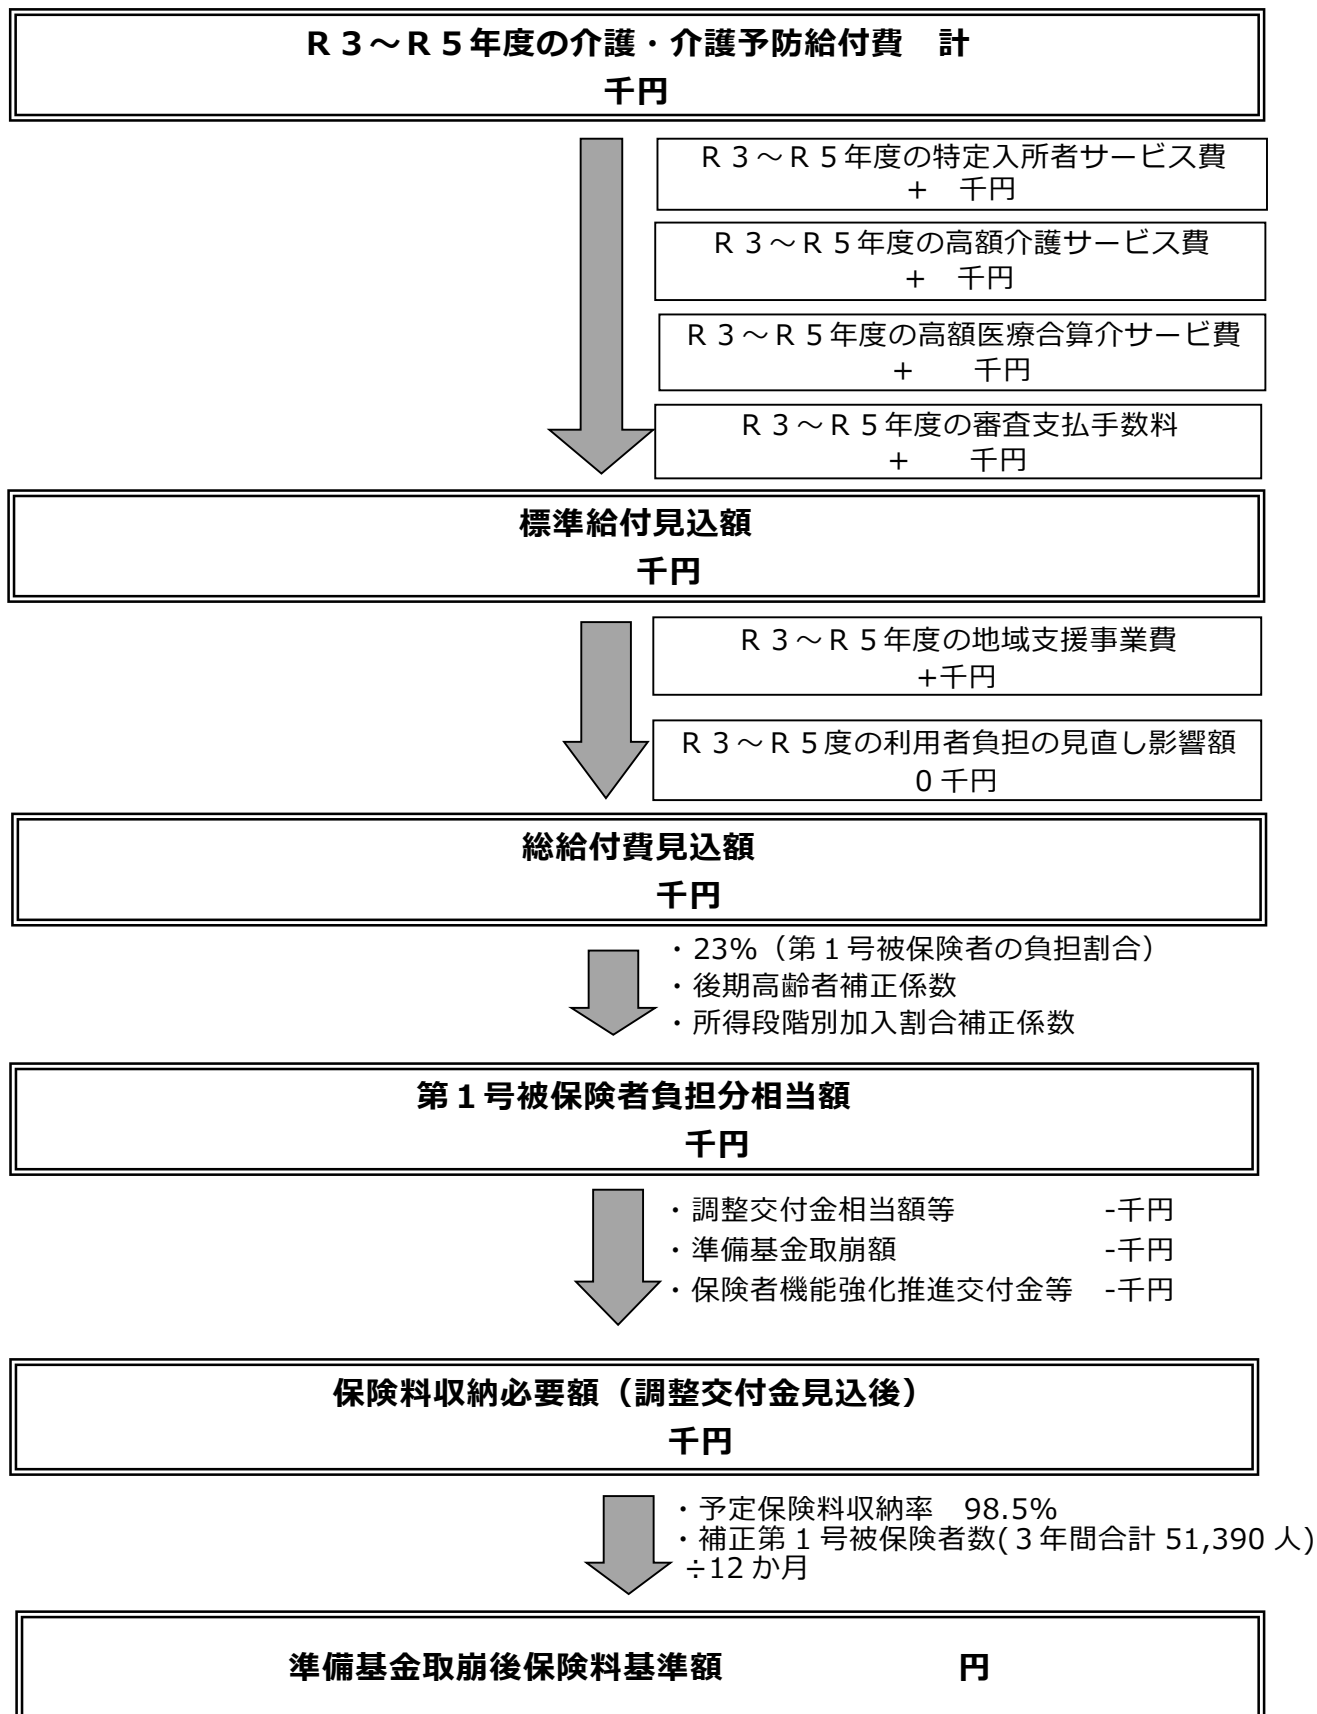 R３～R５年度の介護・介護予防給付費　計
千円
R３～R５年度の特定入所者サービス費
+　千円
R３～R５年度の高額介護サービス費
+　千円
R３～R５年度の高額医療合算介サービ費
+　　千円
R３～R５年度の審査支払手数料
+　　千円
標準給付見込額
千円
R３～R５年度の地域支援事業費
+千円
R３～R５度の利用者負担の見直し影響額
0千円
総給付費見込額
千円
・23%（第１号被保険者の負担割合）
・後期高齢者補正係数
・所得段階別加入割合補正係数
第１号被保険者負担分相当額
千円
・調整交付金相当額等　-千円
・準備基金取崩額　-千円
・保険者機能強化推進交付金等　-千円
保険料収納必要額（調整交付金見込後）
千円
・予定保険料収納率　98.5%
・補正第１号被保険者数(３年間合計 51,390 人)
÷12 か月
準備基金取崩後保険料基準額　円